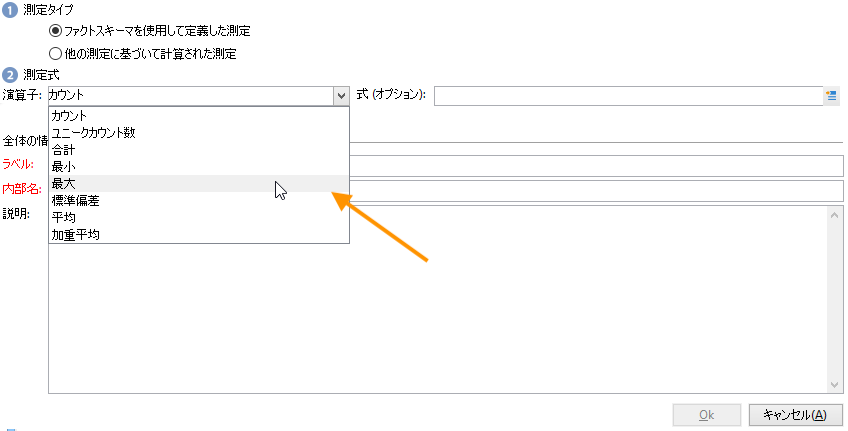 1 測定タイプ
ファクトスキーマを使用して定義した測定
他の測定に基づいて計算された測定
2 測定式
演算子: カウント 式 (オプション):
カウント
ユニークカウント数
合計
最小
最大
標準偏差
平均
加重平均
全体の情
ラベル:
内部名:
説明:
Ok キャンセル(A)